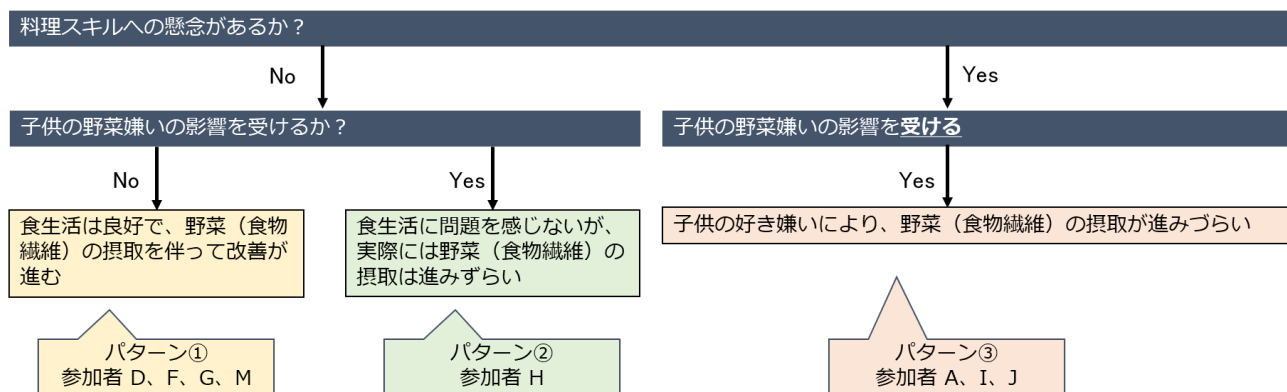 料理スキルへの懸念があるか？
No
Yes
子供の野菜嫌いの影響を受けるか？
子供の野菜嫌いの影響を受ける
No
Yes
Yes
食生活は良好で、野菜（食物
繊維）の摂取を伴って改善が
進む
食生活に問題を感じないが、
実際には野菜（食物繊維）の
摂取は進みずらい
子供の好き嫌いにより、野菜（食物繊維）の摂取が進みづらい
パターン①
参加者 D、F、G、M
パターン②
参加者 H
パターン③
参加者 A、I、J